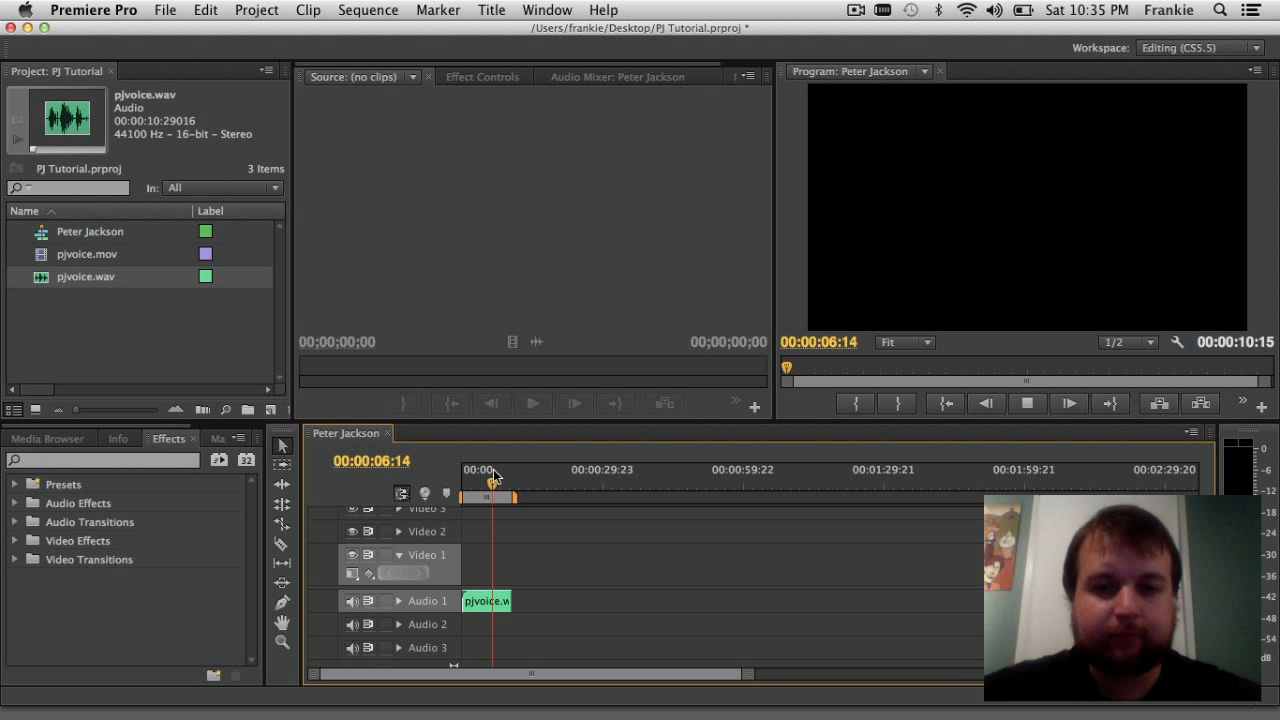 Premiere Pro File Edit Project Clip Sequence Marker Title Window Help Sat 10:35 PM Frankie
/Users/frankie/Desktop/PJ Tutorial.prproj *
Workspace: Editing (CS5.5)
Project: PJ Tutorial
Source: (no clips) Effect Controls Audio Mixer: Peter Jackson
Program: Peter Jackson
pjvoice.wav
Audio
00:00:10:29016
44100 Hz - 16-bit - Stereo
PJ Tutorial.prproj 3 Items
In: All
Name Label
Peter Jackson
pjvoice.mov
pjvoice.wav
00;00;00;00 00;00;00;00
00:00:06:14 Fit 1/2 00:00:10:15
Media Browser Info Effects Ma
32
Presets
Audio Effects
Audio Transitions
Video Effects
Video Transitions
Peter Jackson
00:00:06:14
00:00 00:00:29:23 00:00:59:22 00:01:29:21 00:01:59:21 00:02:29:20
Video 3
Video 2
Video 1
Audio 1 pjvoice.w
Audio 2
Audio 3
0
-6
-12
-18
-24
-30
-36
-42
-48
-54
dB